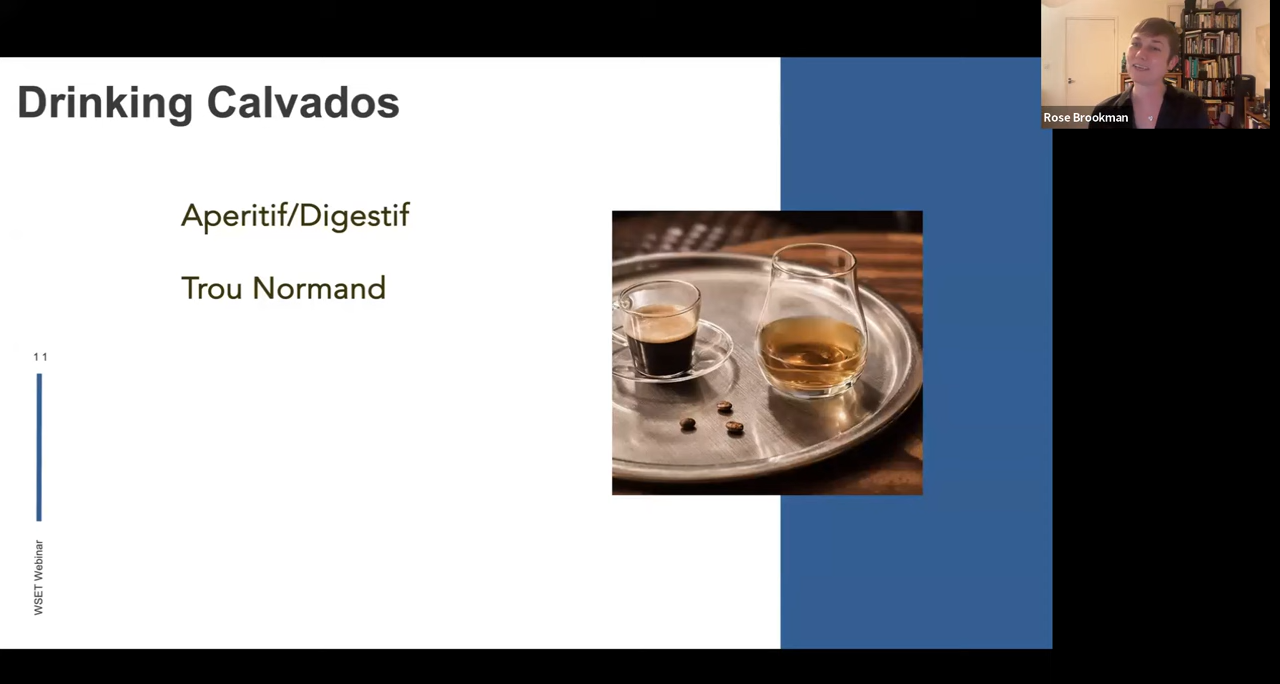 Drinking Calvados
Aperitif/Digestif
Trou Normand
11
WSET Webinar
Rose Brookman